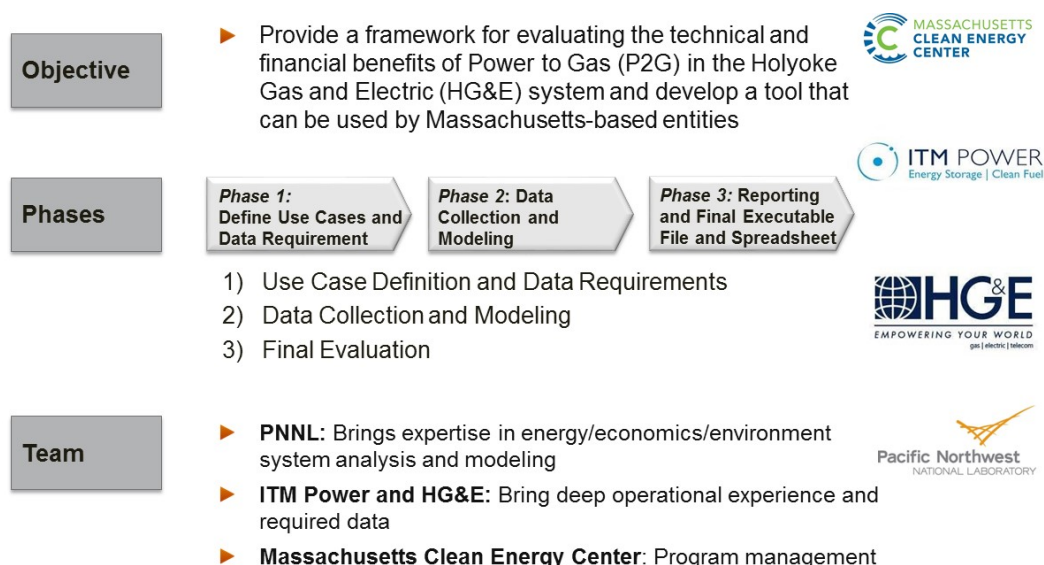 Objective
Provide a framework for evaluating the technical and
financial benefits of Power to Gas (P2G) in the Holyoke
Gas and Electric (HG&E) system and develop a tool that
can be used by Massachusetts-based entities
MASSACHUSETTS
CLEAN ENERGY
CENTER
ITM POWER
Energy Storage | Clean Fuel
Phases
Phase 1:
Define Use Cases and
Data Requirement
Phase 2: Data
Collection and
Modeling
Phase 3: Reporting
and Final Executable
File and Spreadsheet
1) Use Case Definition and Data Requirements
2) Data Collection and Modeling
3) Final Evaluation
HG&E
EMPOWERING YOUR WORLD
gas | electric | telecom
Team
PNNL: Brings expertise in energy/economics/environment
system analysis and modeling
ITM Power and HG&E: Bring deep operational experience and
required data
Massachusetts Clean Energy Center: Program management
Pacific Northwest
NATIONAL LABORATORY